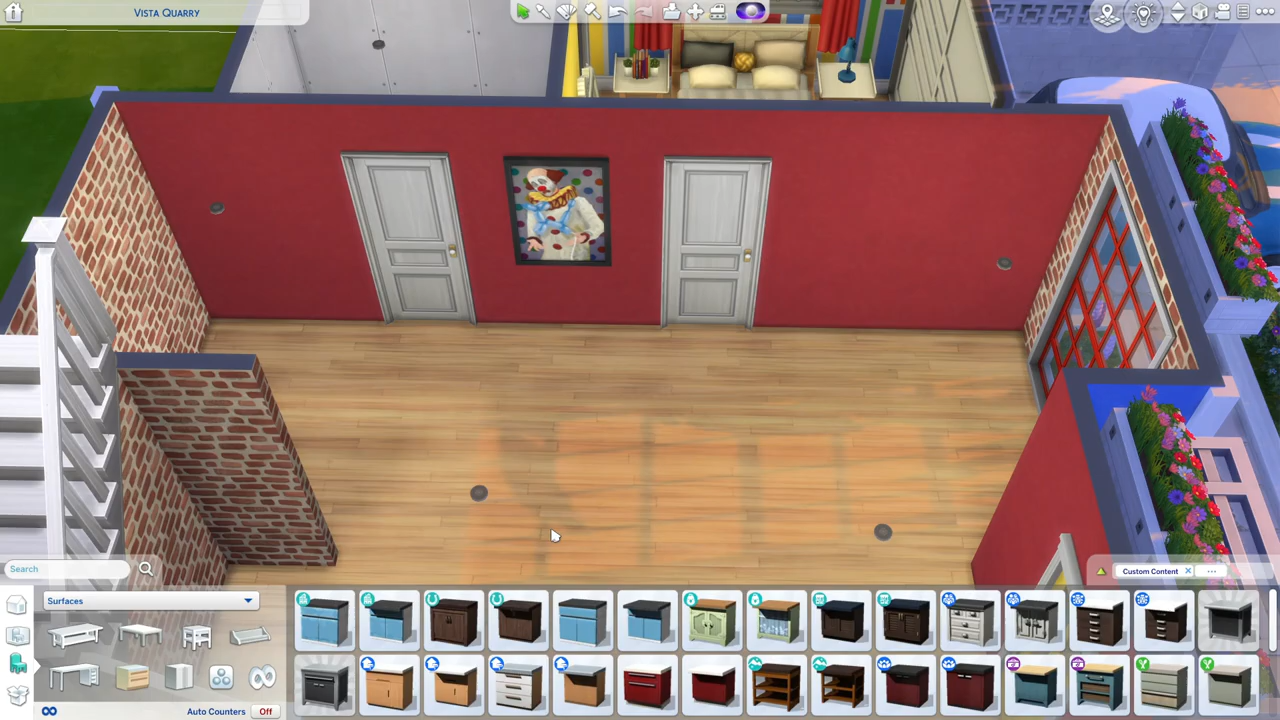 Vista Quarry
Search
Custom Content
Surfaces
Auto Counters Off